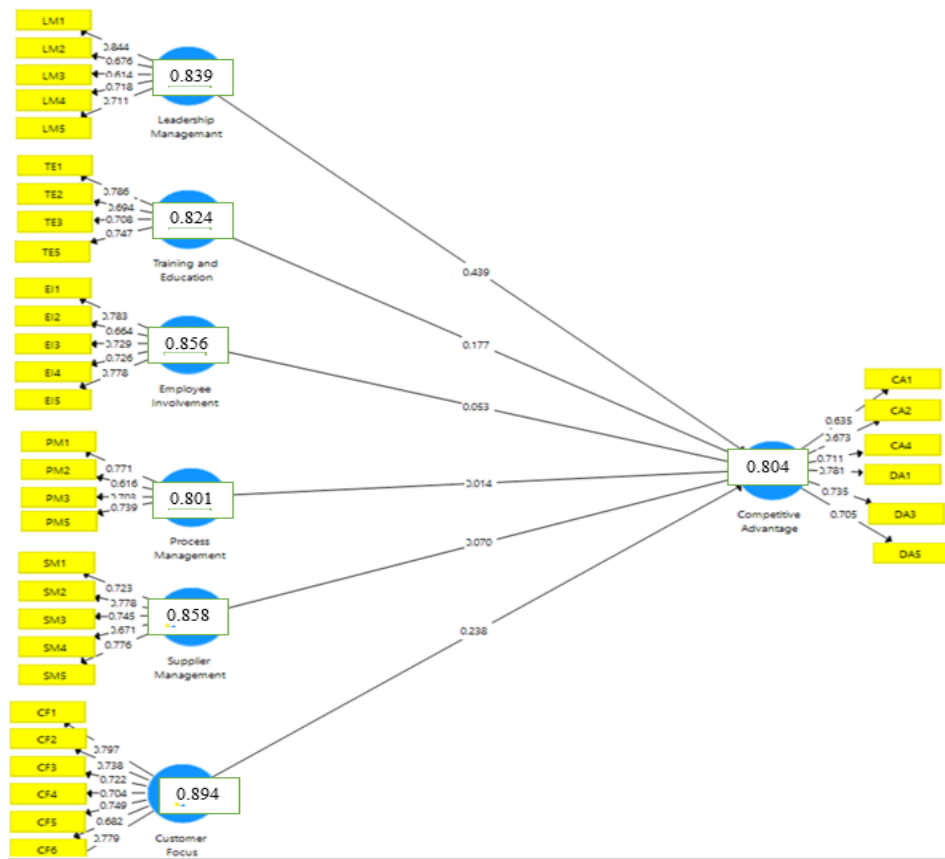 LM1
LM2
LM3
LM4
LM5
0.844
0.676
0.614
0.718
0.711
0.839
Leadership
Managemant
TE1
TE2
TE3
TE5
0.786
0.694
0.708
0.747
0.824
Training and
Education
EI1
EI2
EI3
EI4
EI5
0.783
0.664
0.729
0.726
0.778
0.856
Employee
Involvement
PM1
PM2
PM3
PM5
0.771
0.616
0.703
0.739
0.801
Process
Management
SM1
SM2
SM3
SM4
SM5
0.723
0.778
0.745
0.671
0.776
0.858
Supplier
Management
CF1
CF2
CF3
CF4
CF5
CF6
0.797
0.738
0.722
0.704
0.749
0.682
0.779
0.894
Customer
Focus
0.439
0.177
0.053
0.014
0.070
0.238
0.804
Competitive
Advantage
0.635
0.673
0.711
0.781
0.735
0.705
CA1
CA2
CA4
DA1
DA3
DA5